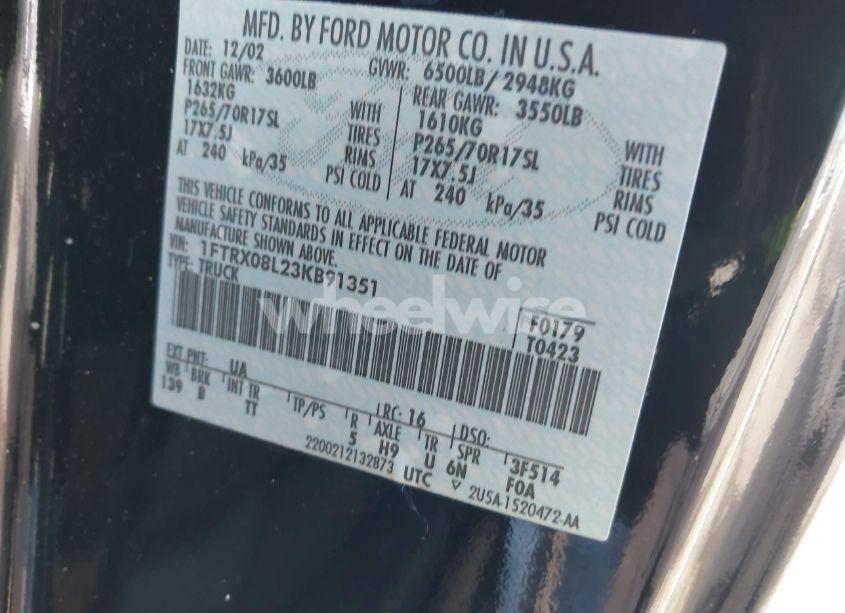 MFD. BY FORD MOTOR CO. IN U.S.A.
DATE: 12/02 GVWR: 6500LB/ 2948KG
FRONT GAWR: 3600LB REAR GAWR: 3550LB
1632KG WITH 1610KG WITH
P265/70R17SL TIRES P265/70R17SL TIRES
17X7.5J RIMS 17X7.5J RIMS
AT 240 kPa/35 PSI COLD AT 240 kPa/35 PSI COLD
THIS VEHICLE CONFORMS TO ALL APPLICABLE FEDERAL MOTOR
VEHICLE SAFETY STANDARDS IN EFFECT ON THE DATE OF
MANUFACTURE SHOWN ABOVE.
VIN: 1FTRX08L23KB91351
TYPE: TRUCK
wheelwise
F0179
T0423
EXT PNT: UA RC: 16 DSO:
WB BRK INT TR TP/PS R AXLE TR SPR
139 B TT 5 H9 U 6N 3F514
F0A
2200212132873 UTC ▽ 2U5A-1520472-AA